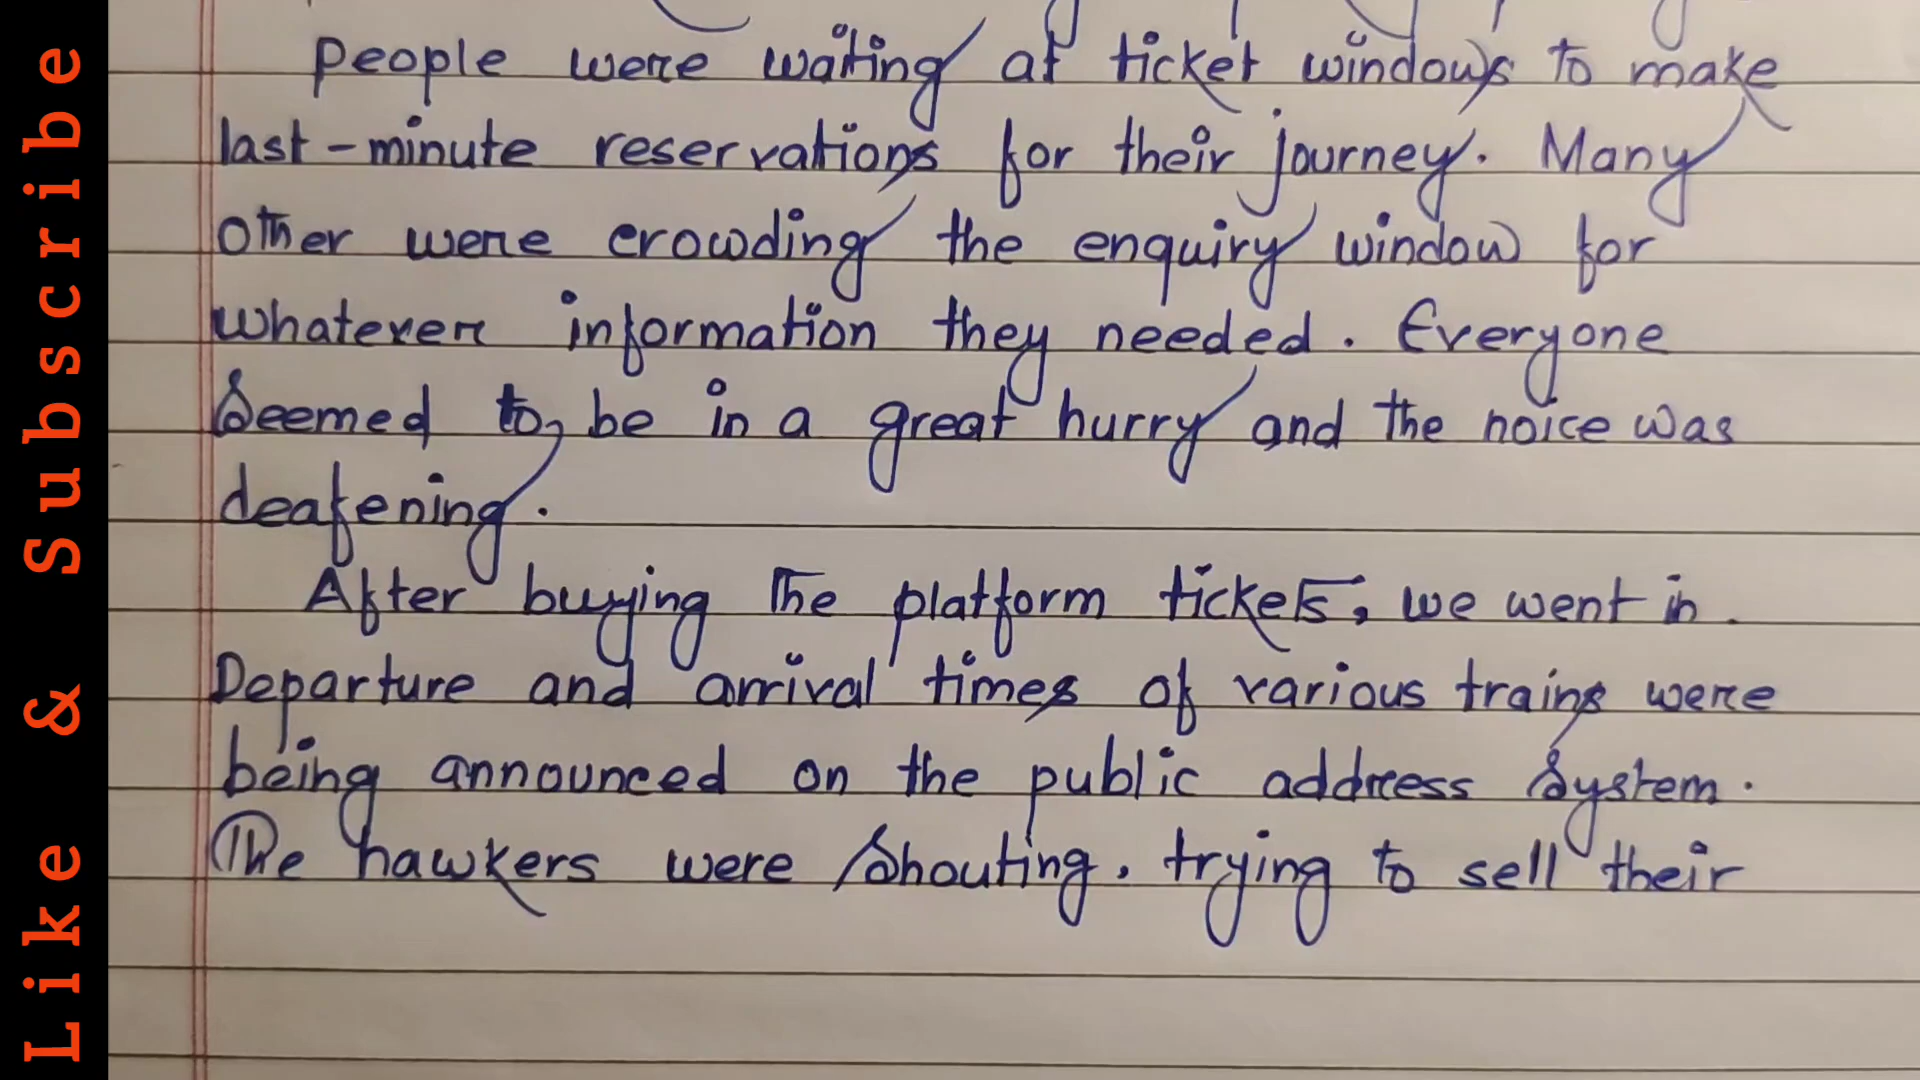 Like & Subscribe
people were waiting at ticket windows to make
last-minute reservations for their journey. Many
other were crowding the enquiry window for
whatever information they needed. Everyone
seemed to be in a great hurry and the noice was
deafening.
After buying the platform tickets, we went in.
Departure and arrival times of various trains were
being announced on the public address system.
The hawkers were shouting, trying to sell their